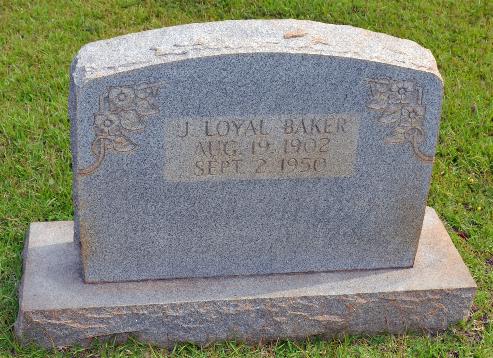 J. LOYAL BAKER
AUG. 19, 1902
SEPT. 2, 1950